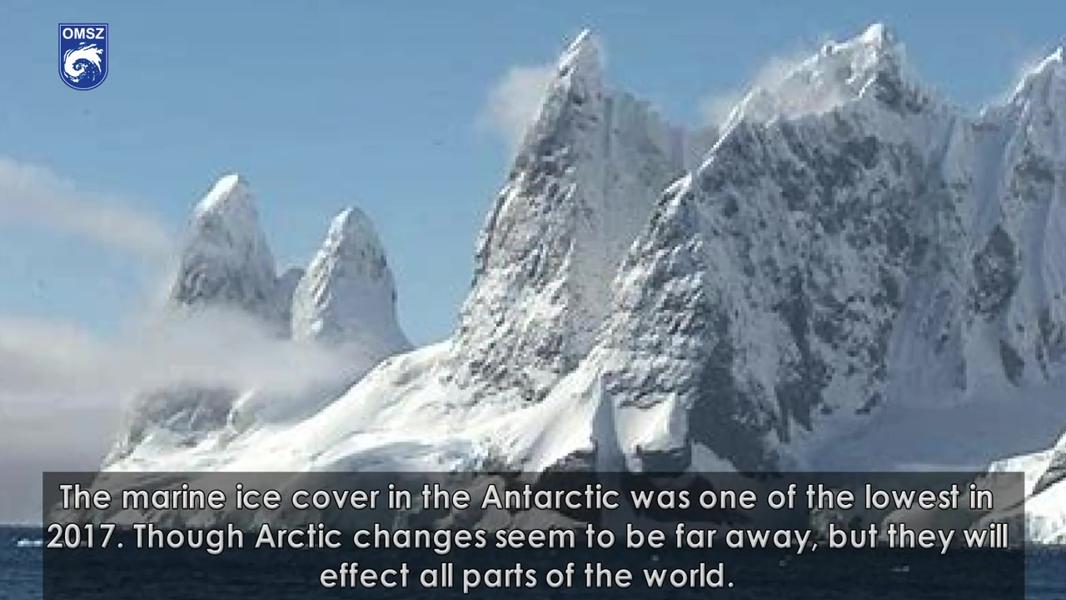 OMSZ
The marine ice cover in the Antarctic was one of the lowest in
2017. Though Arctic changes seem to be far away, but they will
effect all parts of the world.